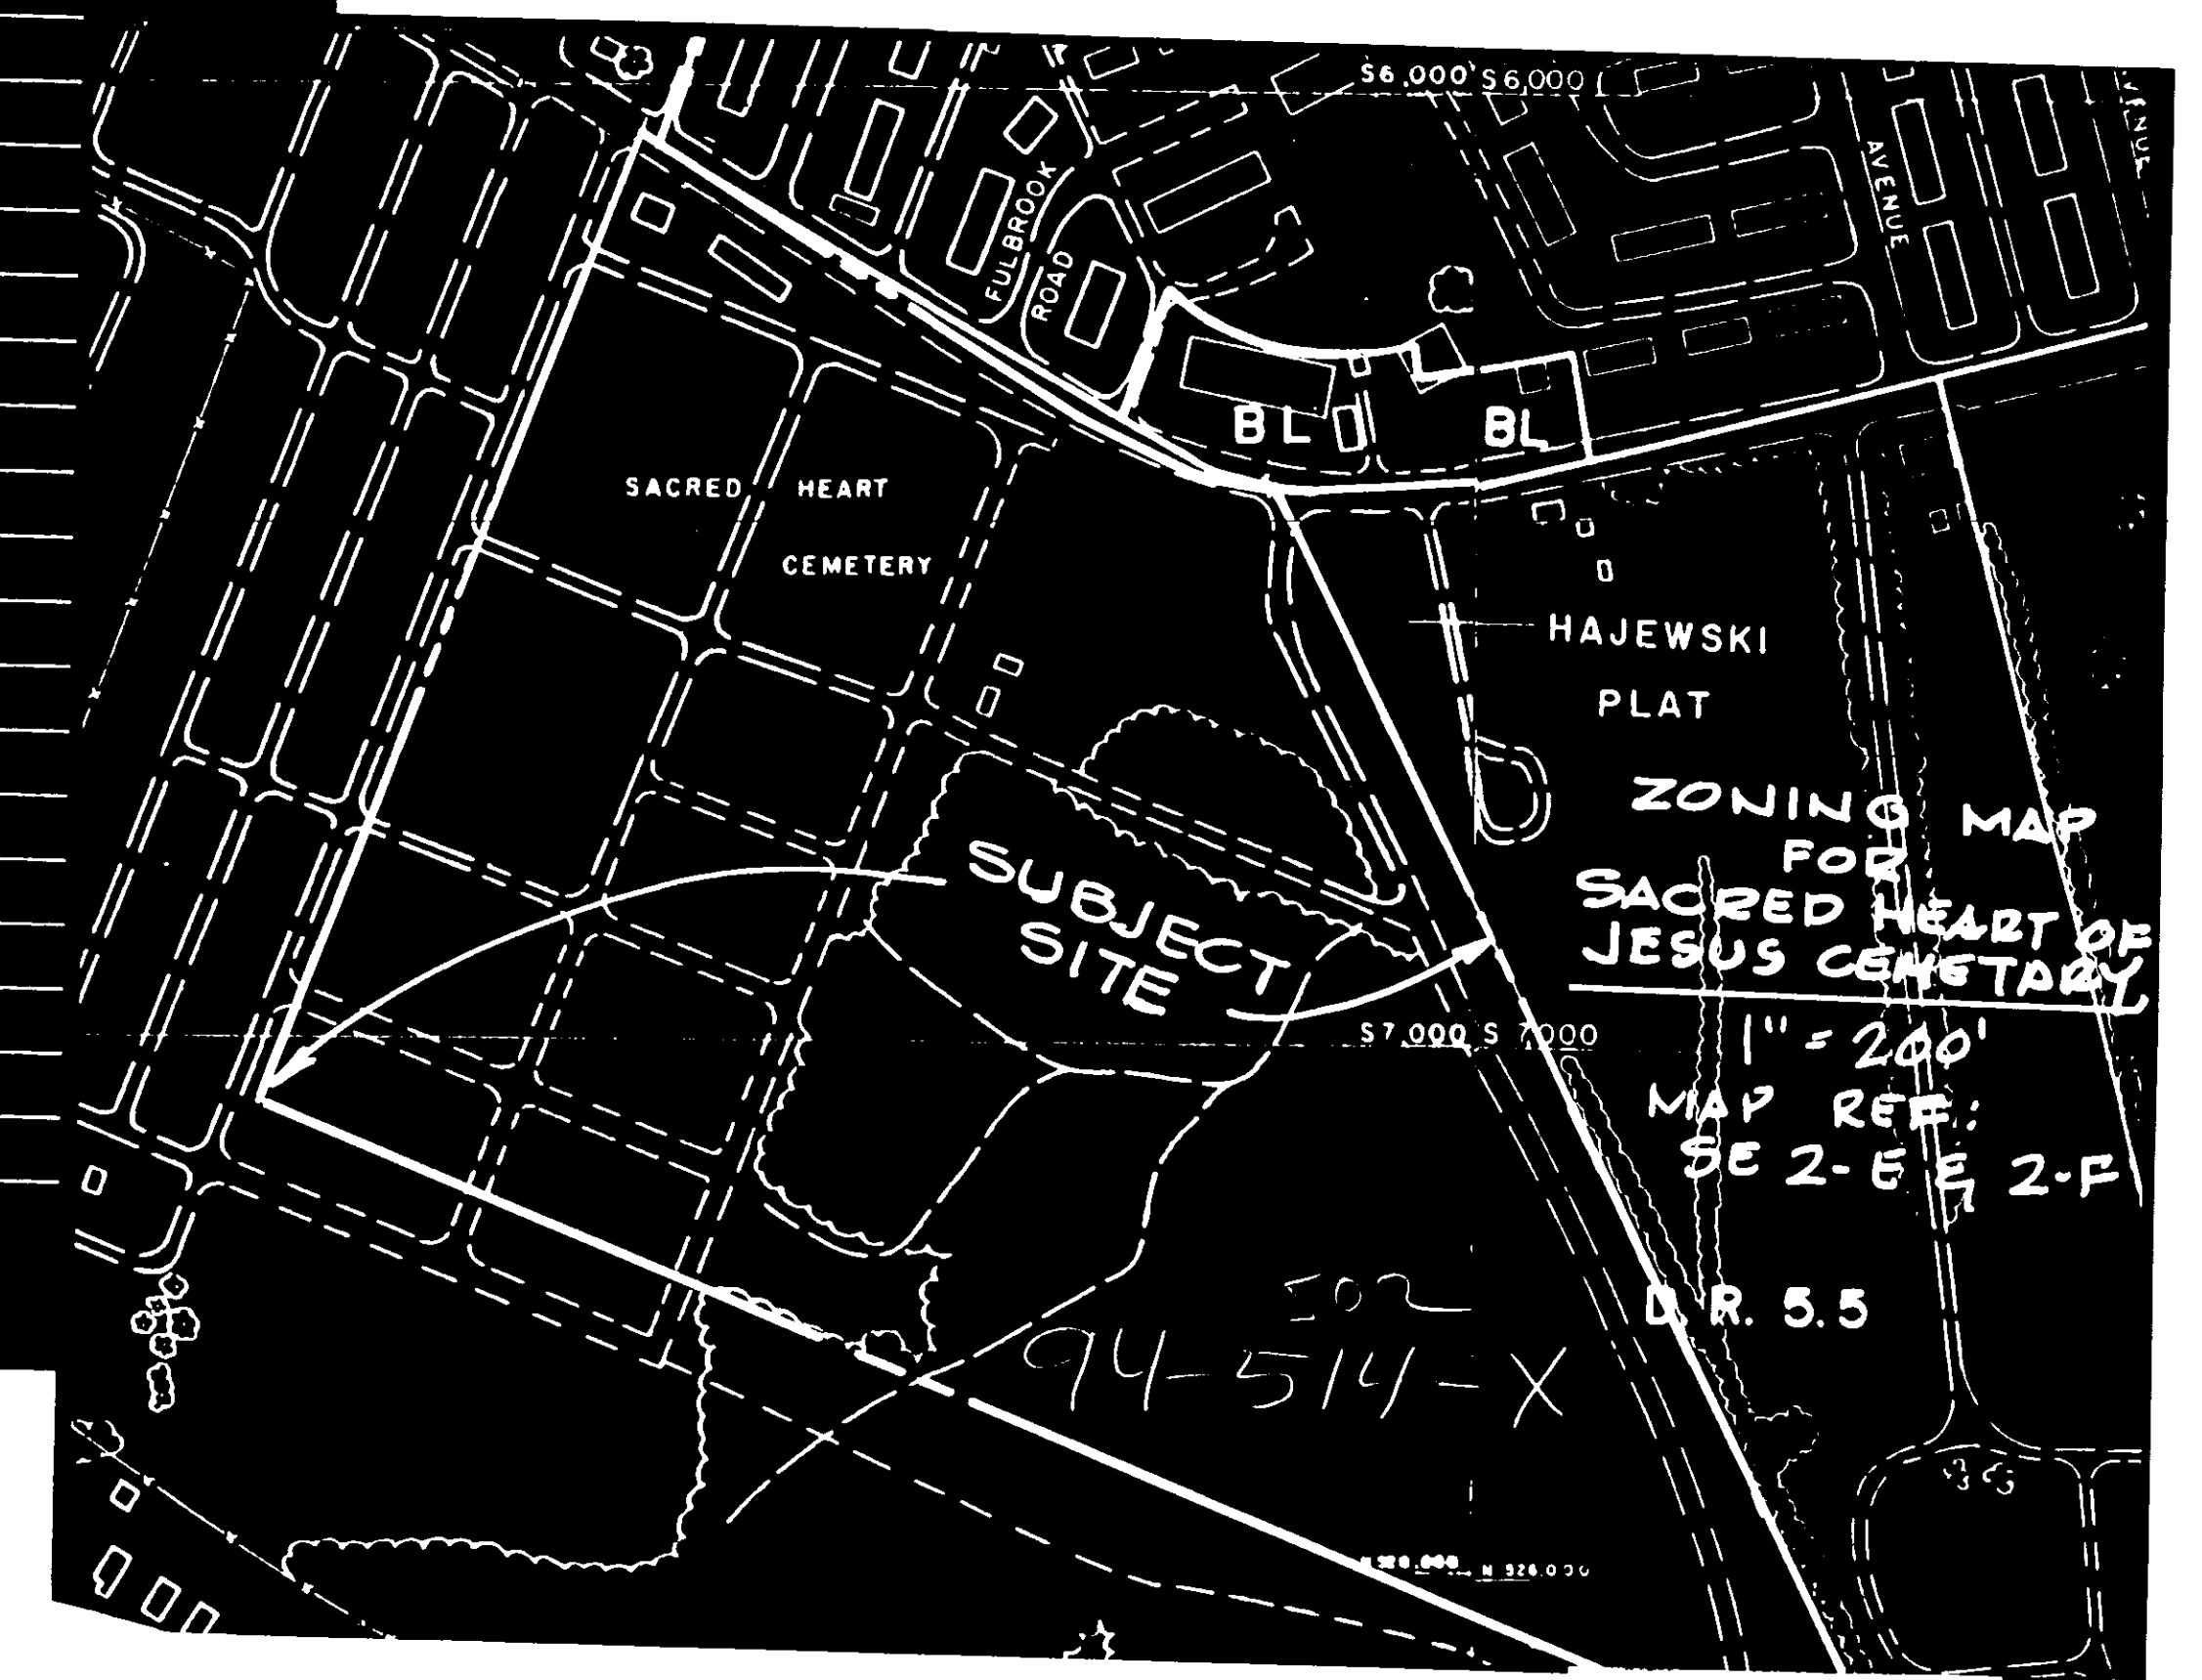 S6,000' S6,000
AVENUE
FULBROOK
ROAD
BL BL
SACRED HEART
CEMETERY
HAJEWSKI
PLAT
ZONING MAP
FOR
SACRED HEART OF
JESUS CEMETARY
SUBJECT
SITE
S7,000 S 7,000
1" = 200'
MAP REF:
SE 2-E & 2-F
502
D.R. 5.5
94-514-X
N 526,000